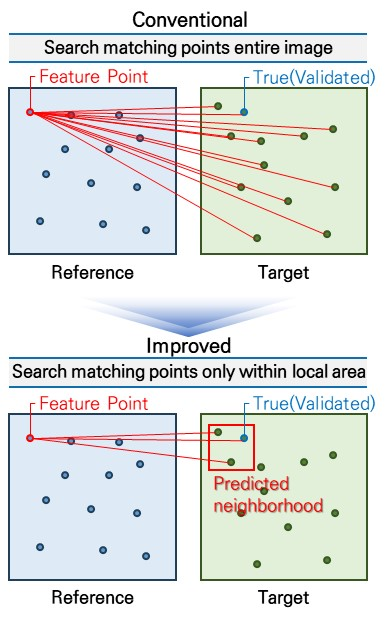 Conventional
Search matching points entire image
Feature Point
True(Validated)
Reference
Target
Improved
Search matching points only within local area
Feature Point
True(Validated)
Predicted
neighborhood
Reference
Target